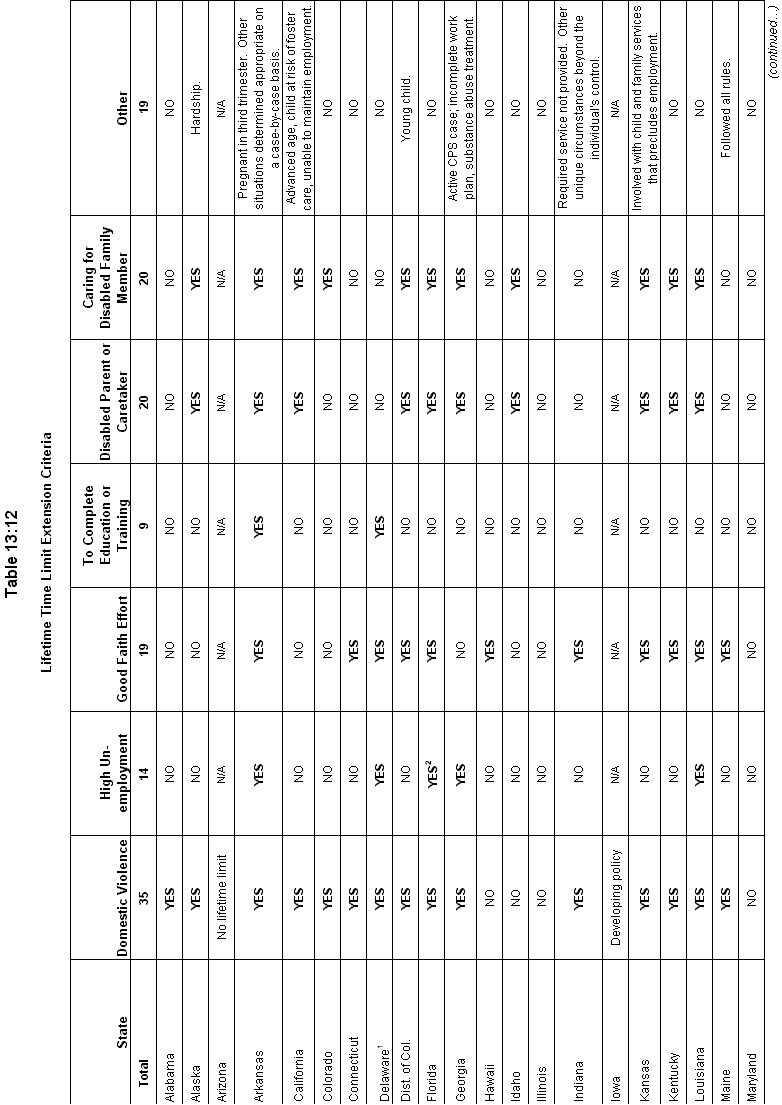 Table 13:12
Lifetime Time Limit Extension Criteria
State Domestic Violence High Un-employment Good Faith Effort To Complete Education or Training Disabled Parent or Caretaker Caring for Disabled Family Member Other
Total 35 14 19 9 20 20 19
Alabama YES NO NO NO NO NO NO
Alaska YES NO NO NO YES YES Hardship.
Arizona No lifetime limit N/A N/A N/A N/A N/A N/A
Arkansas YES YES YES YES YES YES Pregnant in third trimester. Other situations determined appropriate on a case-by-case basis.
California YES NO NO NO YES YES Advanced age, child at risk of foster care, unable to maintain employment.
Colorado YES NO NO NO NO YES NO
Connecticut YES NO YES NO NO NO NO
Delaware¹ YES YES YES YES NO NO NO
Dist. of Col. YES NO YES NO YES YES Young child.
Florida YES YES² YES NO YES YES NO
Georgia YES YES NO NO YES YES Active CPS case; incomplete work plan, substance abuse treatment.
Hawaii NO NO YES NO NO NO NO
Idaho NO NO NO NO YES YES NO
Illinois NO NO NO NO NO NO NO
Indiana YES NO YES NO NO NO Required service not provided. Other unique circumstances beyond the individual's control.
Iowa Developing policy N/A N/A N/A N/A N/A N/A
Kansas YES NO YES NO YES YES Involved with child and family services that precludes employment.
Kentucky YES NO YES NO YES YES NO
Louisiana YES YES YES NO YES YES NO
Maine YES NO YES NO NO NO Followed all rules.
Maryland NO NO NO NO NO NO NO
(continued...)